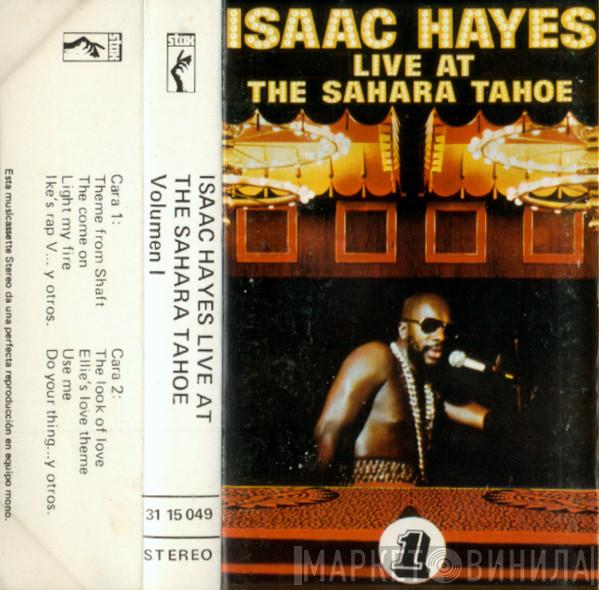 stax
Cara 1:
Theme from Shaft
The come on
Light my fire
Ike's rap V... y otros.
Cara 2:
The look of love
Ellie's love theme
Use me
Do your thing...y otros.
Esta musicassette Stereo da una perfecta reproducción en equipo mono.
stax
ISAAC HAYES LIVE AT
THE SAHARA TAHOE
Volumen I
31 15 049
STEREO
ISAAC HAYES
LIVE AT
THE SAHARA TAHOE
1
МАРКЕТ ВИНИЛА